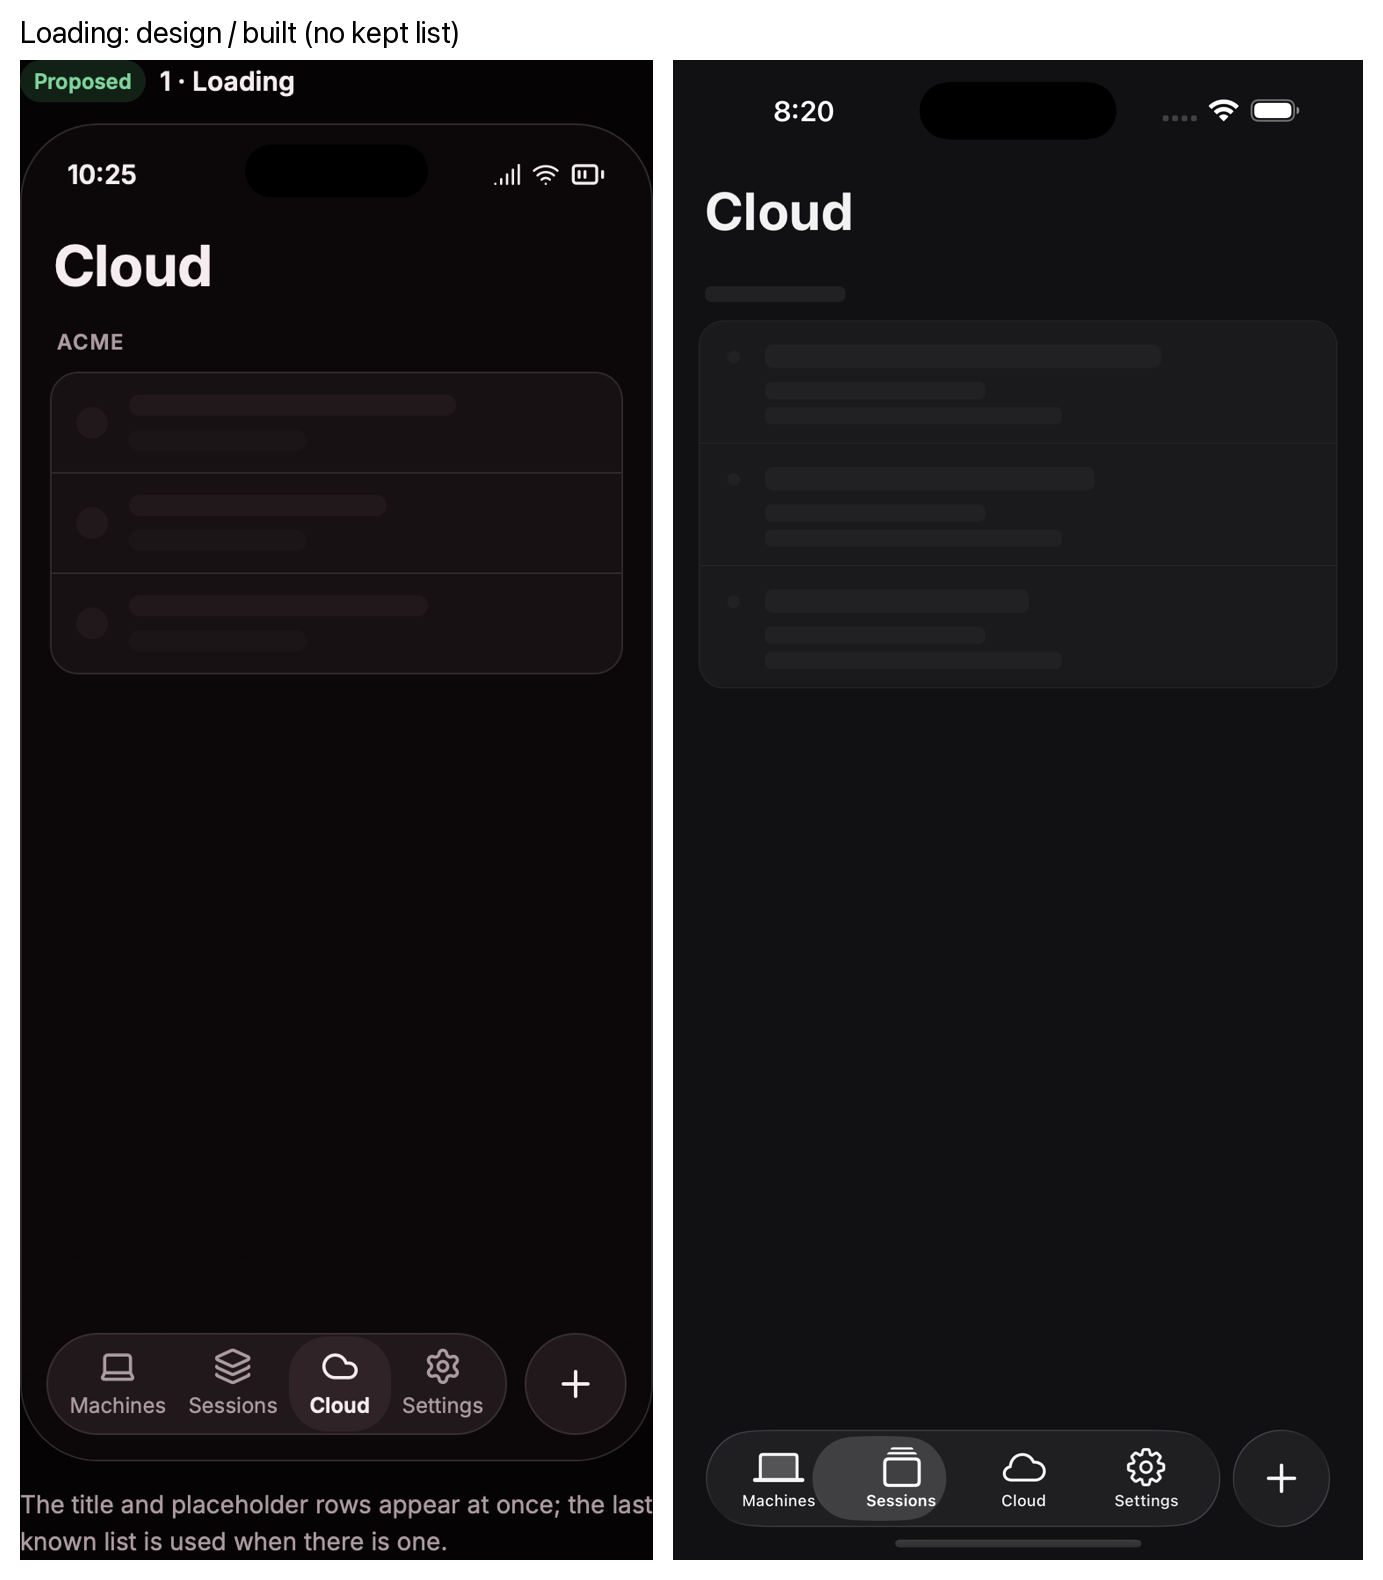 Loading: design / built (no kept list)
Proposed 1 · Loading
10:25
Cloud
ACME
Machines Sessions Cloud Settings
The title and placeholder rows appear at once; the last
known list is used when there is one.
8:20
Cloud
Machines Sessions Cloud Settings